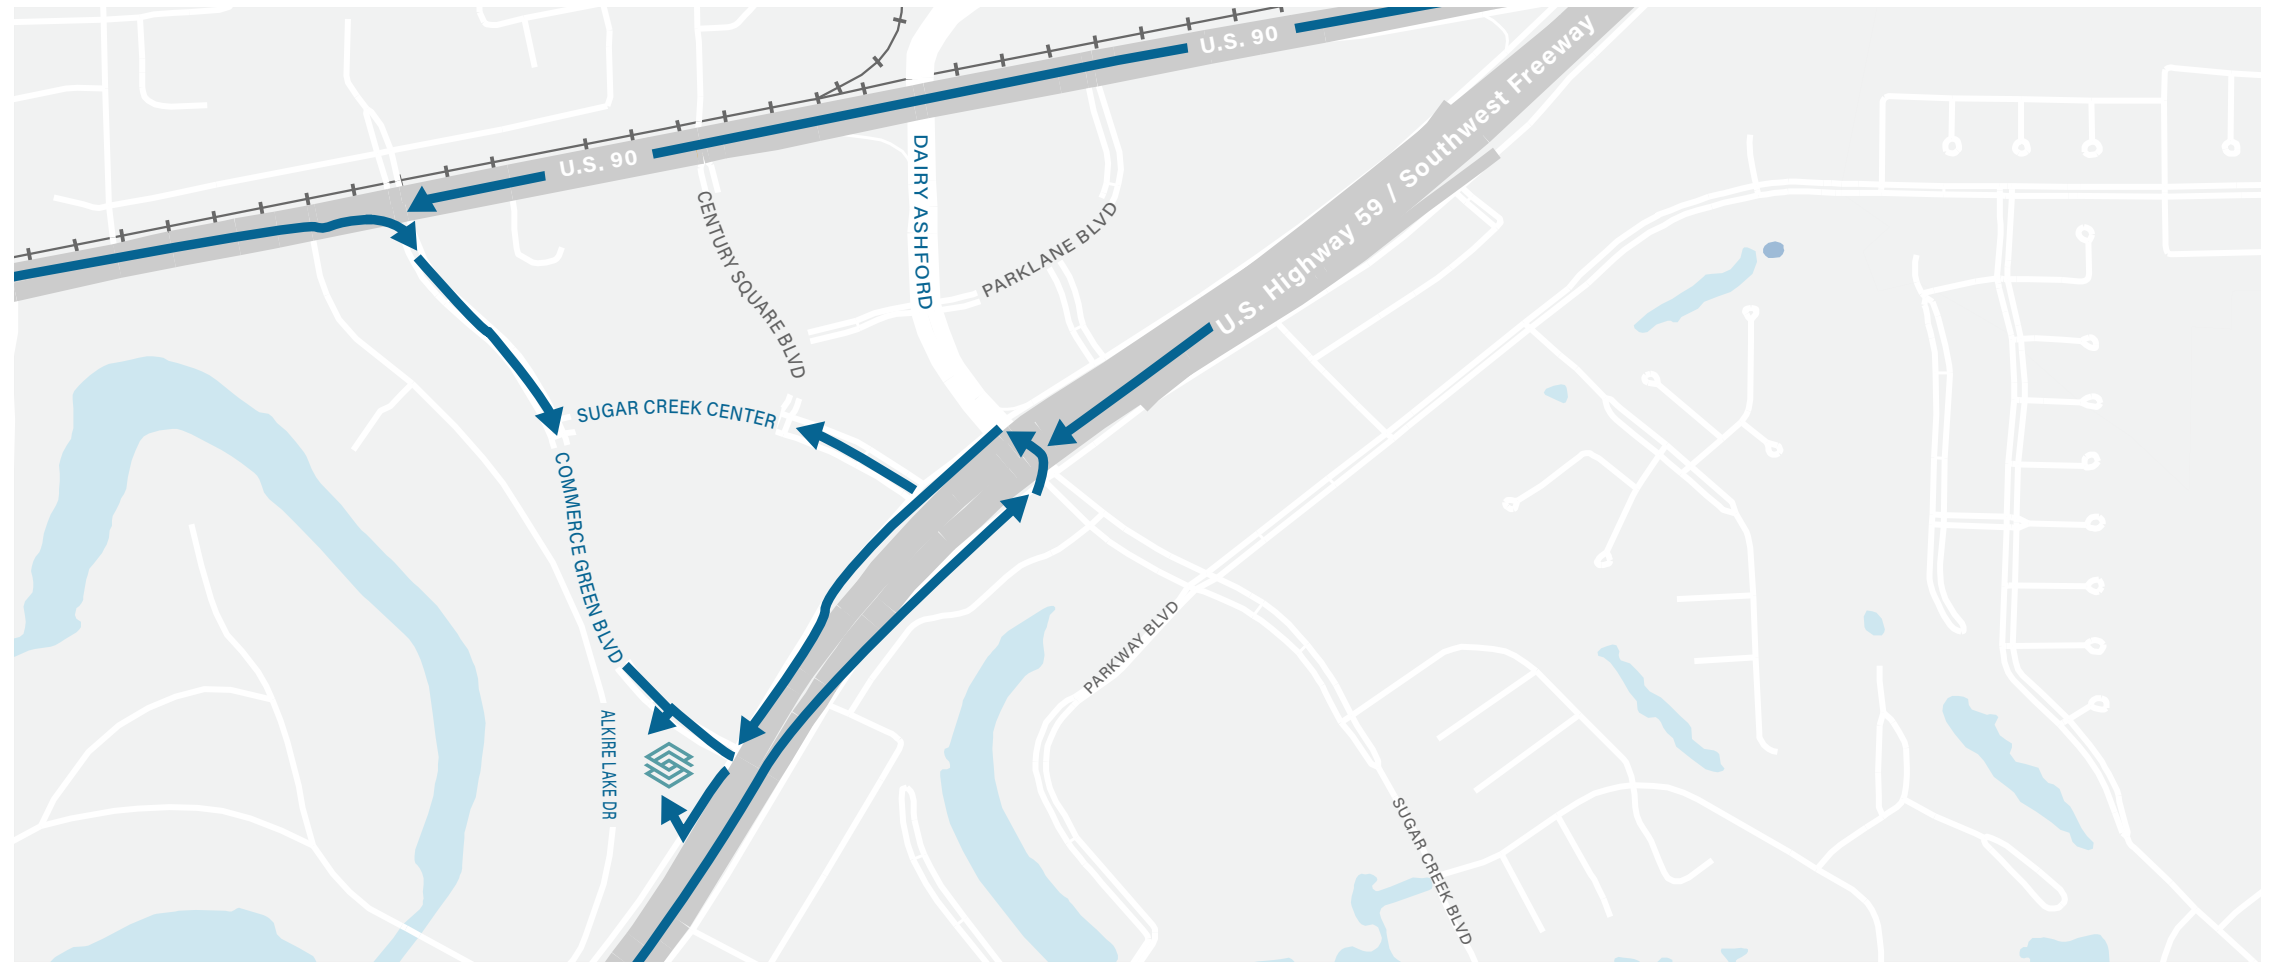 U.S. 90
U.S. 90
U.S. Highway 59 / Southwest Freeway
DAIRY ASHFORD
CENTURY SQUARE BLVD
PARKLANE BLVD
SUGAR CREEK CENTER
COMMERCE GREEN BLVD
ALKIRE LAKE DR
PARKWAY BLVD
SUGAR CREEK BLVD